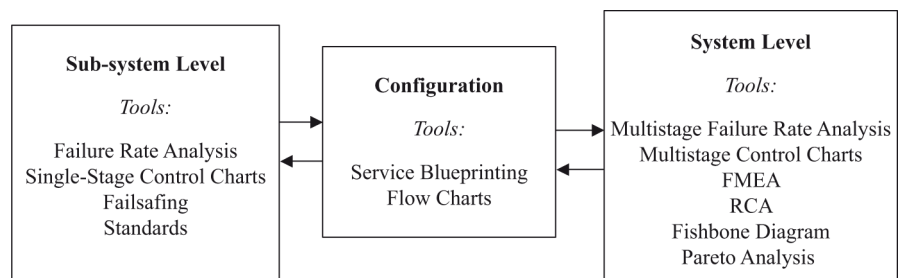 Sub-system Level
Tools:
Failure Rate Analysis
Single-Stage Control Charts
Failsafing
Standards
Configuration
Tools:
Service Blueprinting
Flow Charts
System Level
Tools:
Multistage Failure Rate Analysis
Multistage Control Charts
FMEA
RCA
Fishbone Diagram
Pareto Analysis